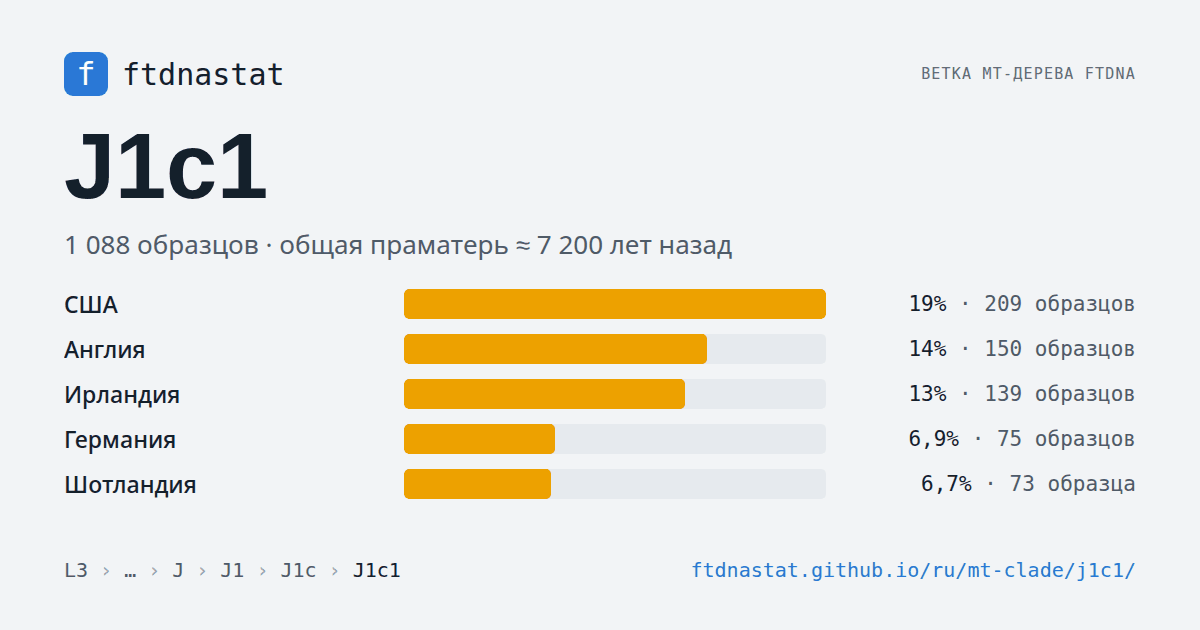 f ftdnastat
ВЕТКА МТ-ДЕРЕВА FTDNA
J1c1
1 088 образцов · общая праматерь ≈ 7 200 лет назад
США 19% · 209 образцов
Англия 14% · 150 образцов
Ирландия 13% · 139 образцов
Германия 6,9% · 75 образцов
Шотландия 6,7% · 73 образца
L3 › … › J › J1 › J1c › J1c1
ftdnastat.github.io/ru/mt-clade/j1c1/